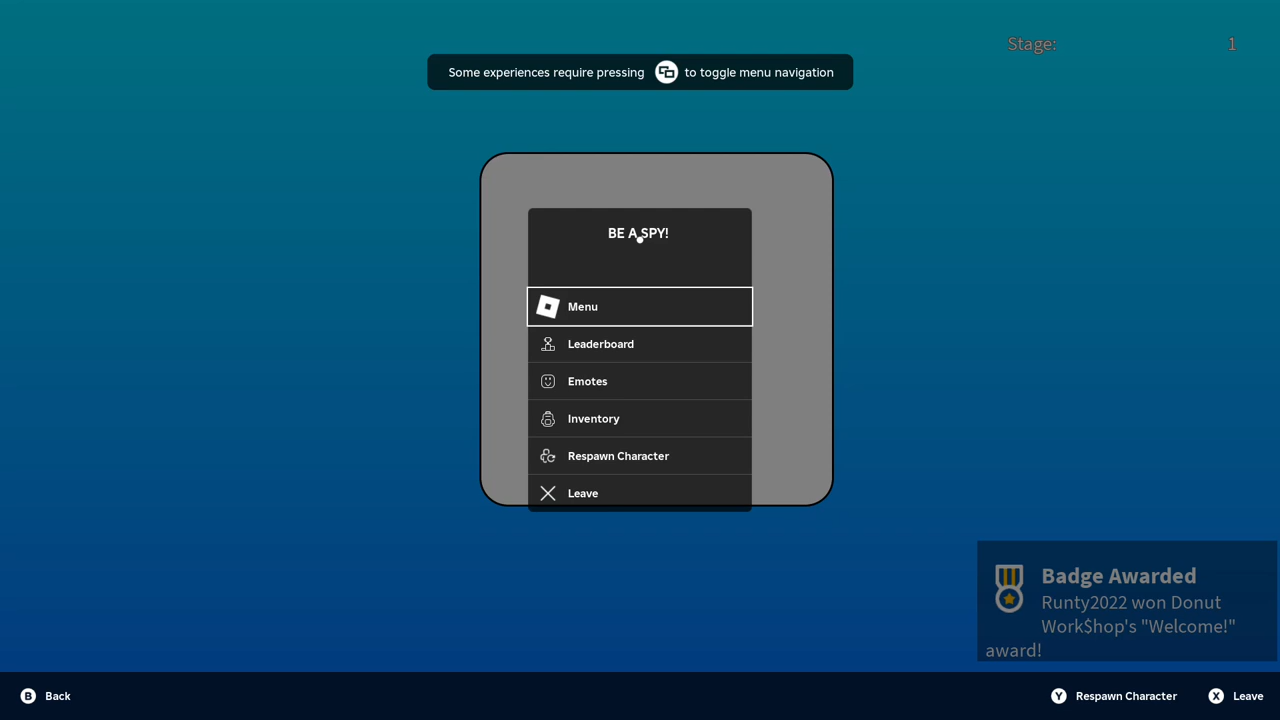 Stage: 1
Some experiences require pressing to toggle menu navigation
BE A SPY!
Menu
Leaderboard
Emotes
Inventory
Respawn Character
Leave
Badge Awarded
Runty2022 won Donut
Work$hop's "Welcome!"
award!
B Back
Y Respawn Character X Leave